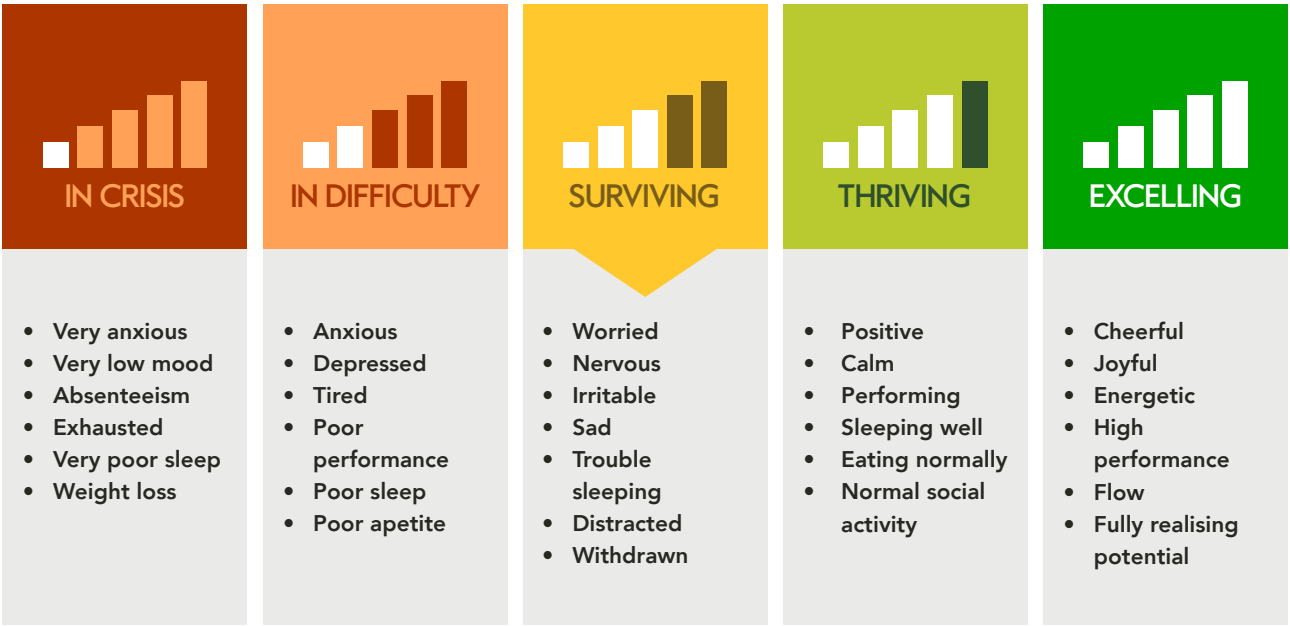 IN CRISIS
• Very anxious
• Very low mood
• Absenteeism
• Exhausted
• Very poor sleep
• Weight loss
IN DIFFICULTY
• Anxious
• Depressed
• Tired
• Poor
performance
• Poor sleep
• Poor apetite
SURVIVING
• Worried
• Nervous
• Irritable
• Sad
• Trouble
sleeping
• Distracted
• Withdrawn
THRIVING
• Positive
• Calm
• Performing
• Sleeping well
• Eating normally
• Normal social
activity
EXCELLING
• Cheerful
• Joyful
• Energetic
• High
performance
• Flow
• Fully realising
potential